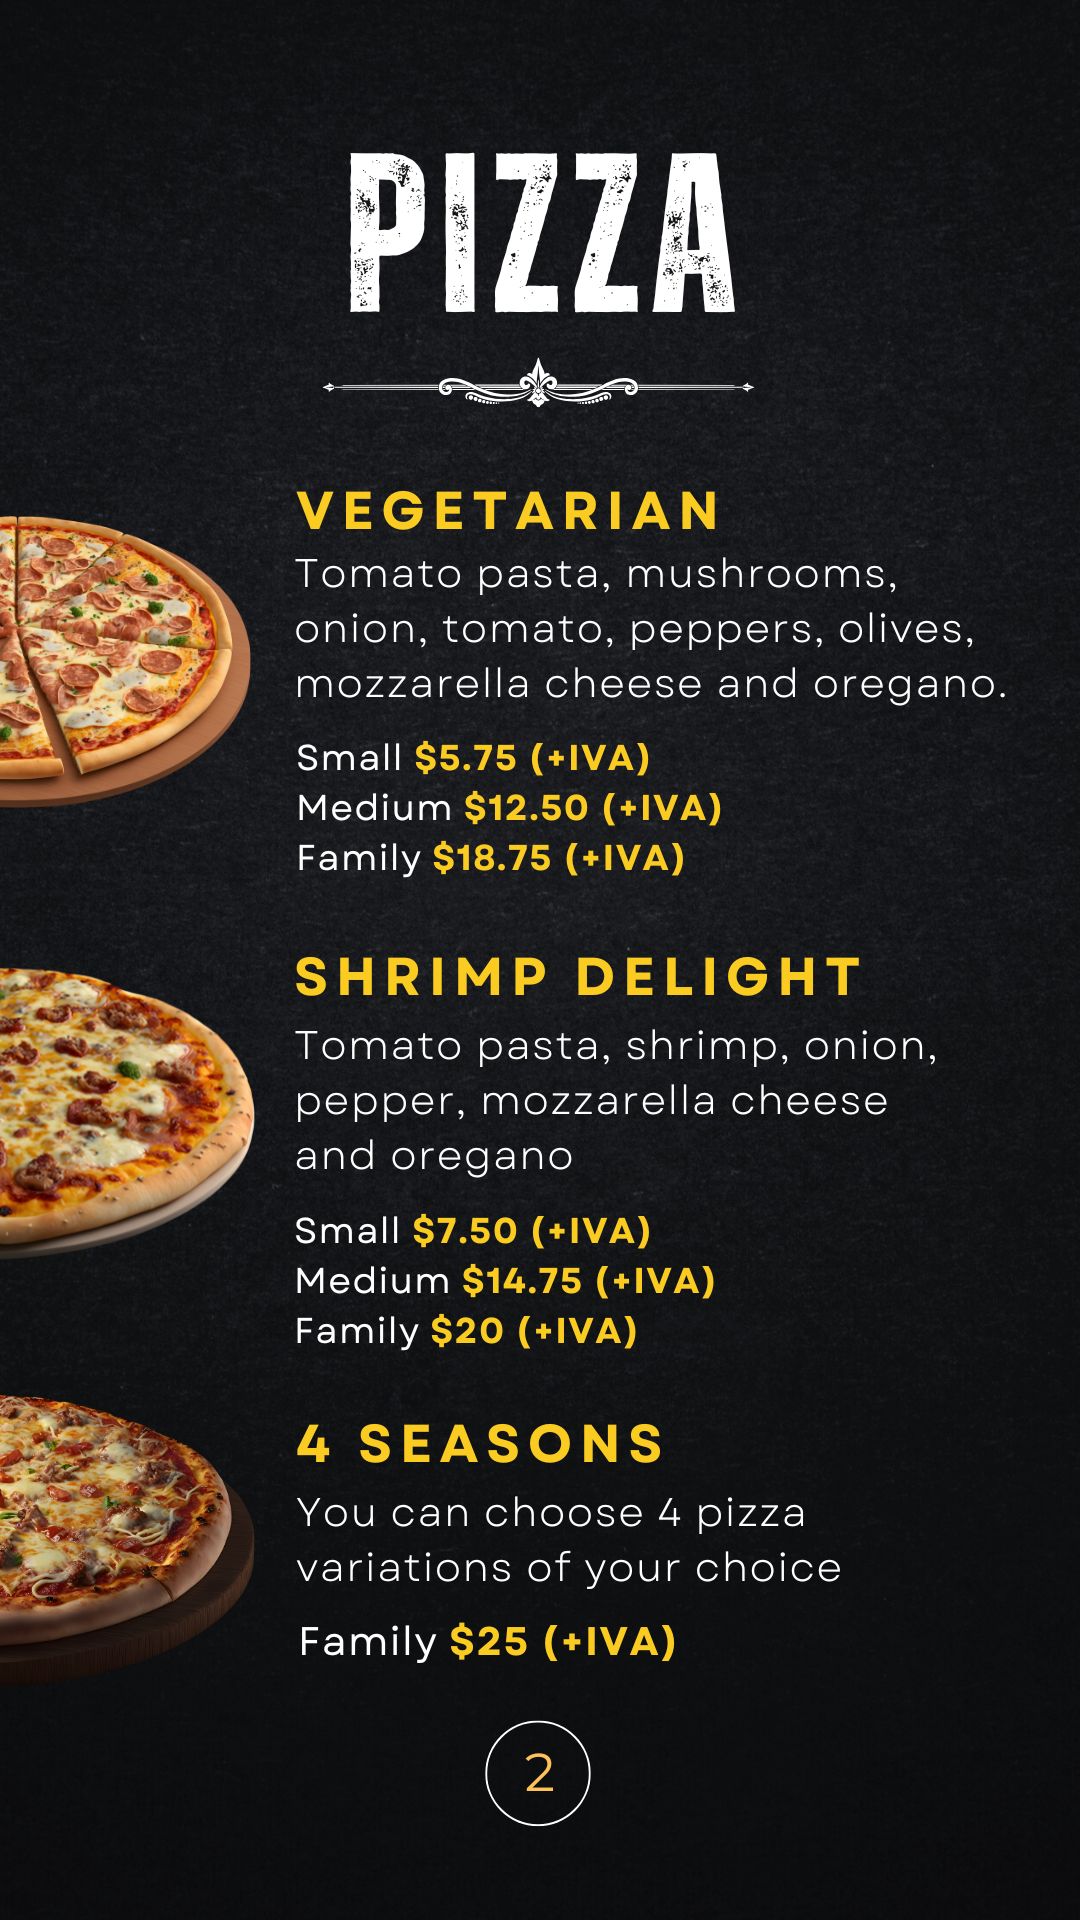 PIZZA
VEGETARIAN
Tomato pasta, mushrooms,
onion, tomato, peppers, olives,
mozzarella cheese and oregano.
Small $5.75 (+IVA)
Medium $12.50 (+IVA)
Family $18.75 (+IVA)
SHRIMP DELIGHT
Tomato pasta, shrimp, onion,
pepper, mozzarella cheese
and oregano
Small $7.50 (+IVA)
Medium $14.75 (+IVA)
Family $20 (+IVA)
4 SEASONS
You can choose 4 pizza
variations of your choice
Family $25 (+IVA)
2